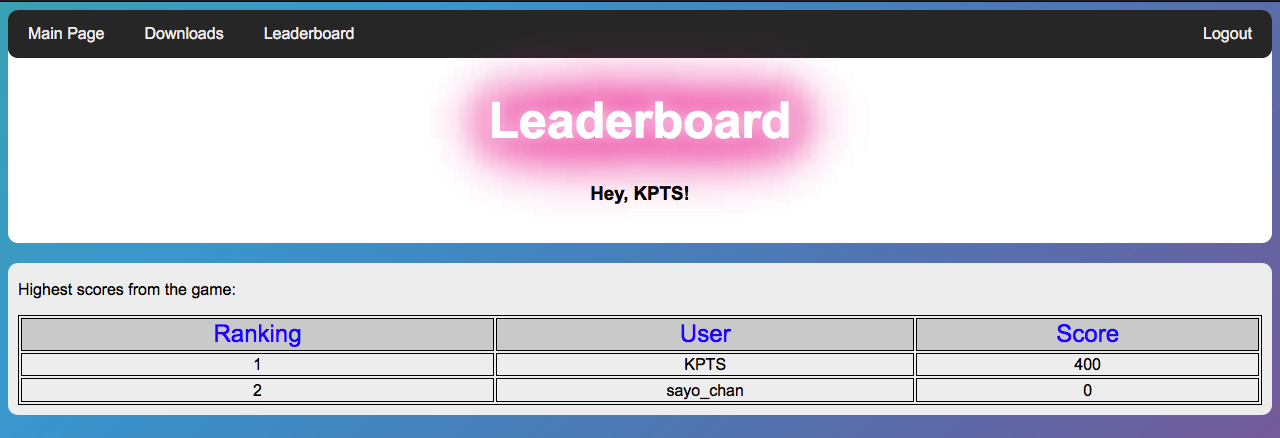 Main Page Downloads Leaderboard Logout
Leaderboard
Hey, KPTS!
Highest scores from the game:
Ranking User Score
1 KPTS 400
2 sayo_chan 0